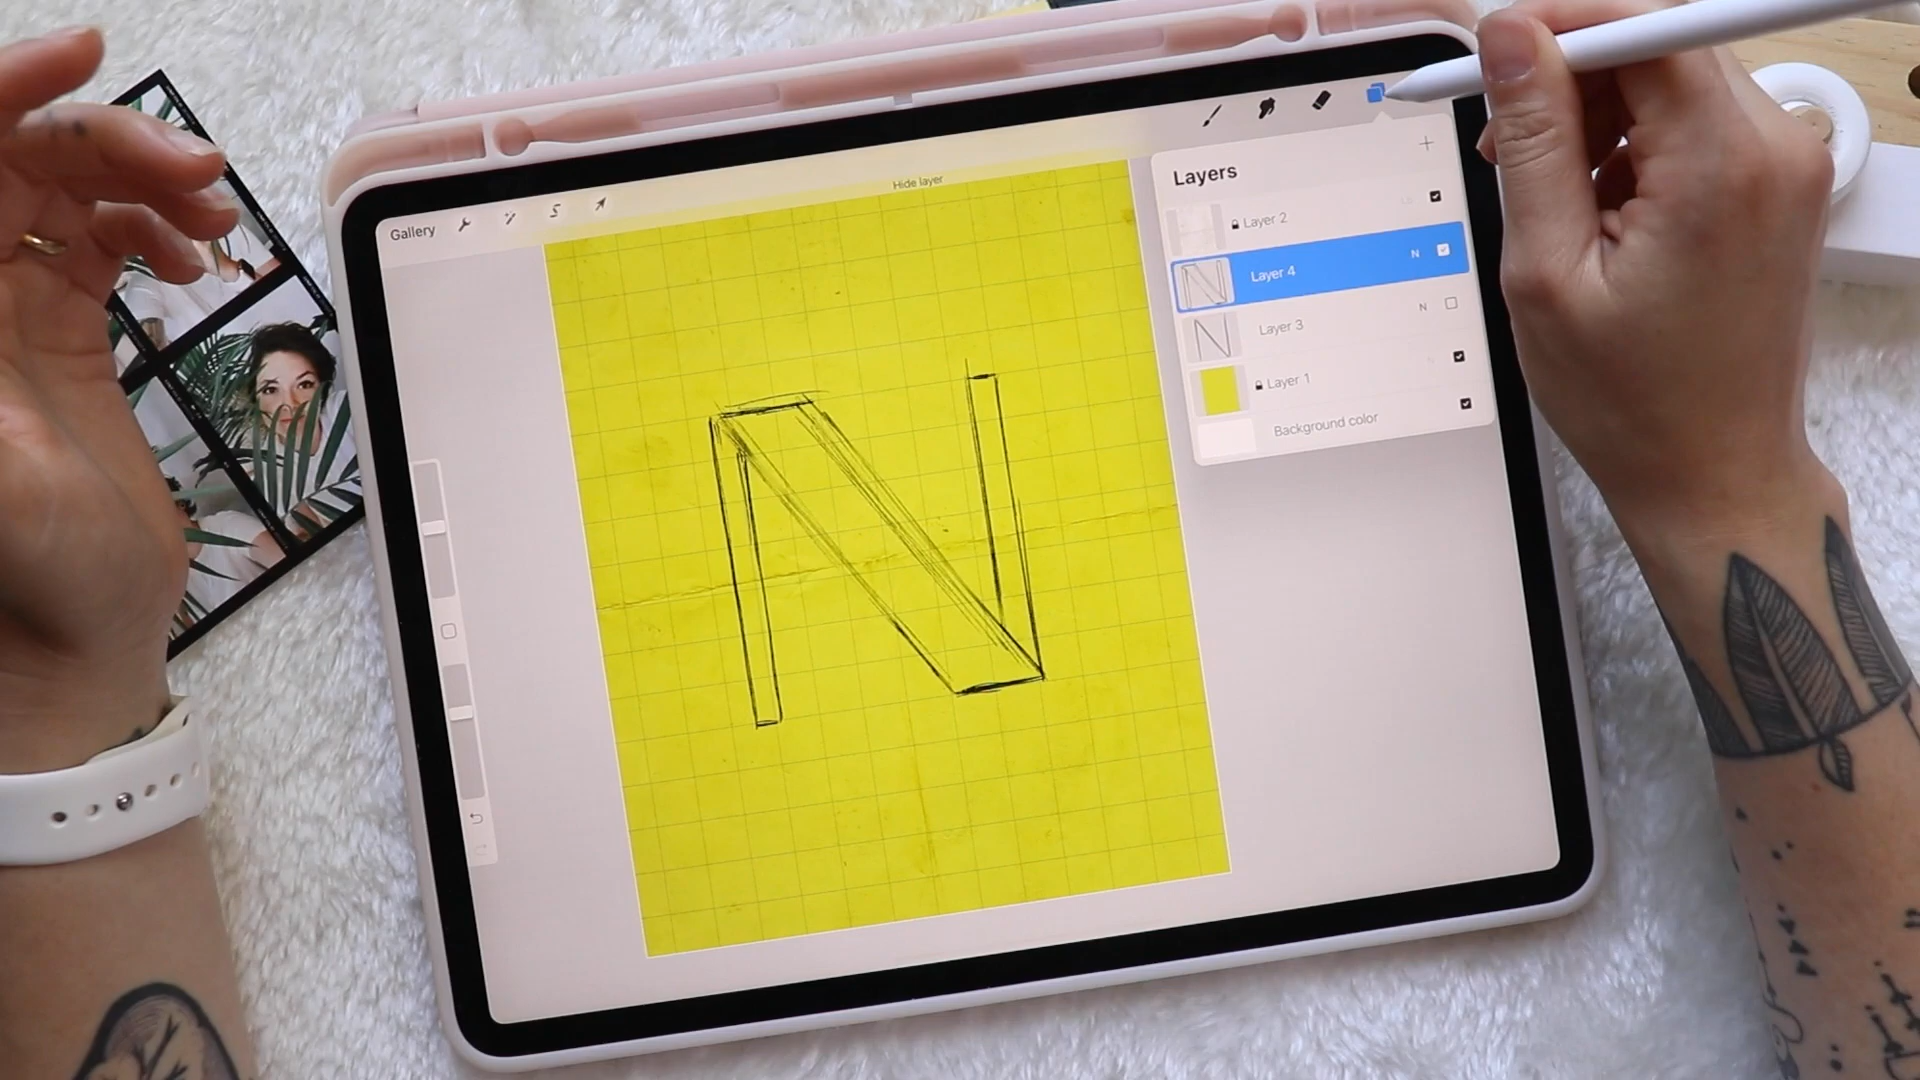 Gallery
Hide layer
Layers
Layer 2
N
Layer 4
N
Layer 3
Layer 1
Background color
N